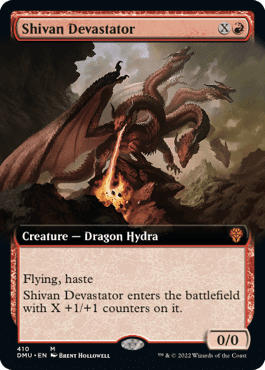 Shivan Devastator X
Creature — Dragon Hydra
Flying, haste
Shivan Devastator enters the battlefield
with X +1/+1 counters on it.
0/0
410 M
DMU • EN Brent Hollowell ™ & © 2022 Wizards of the Coast